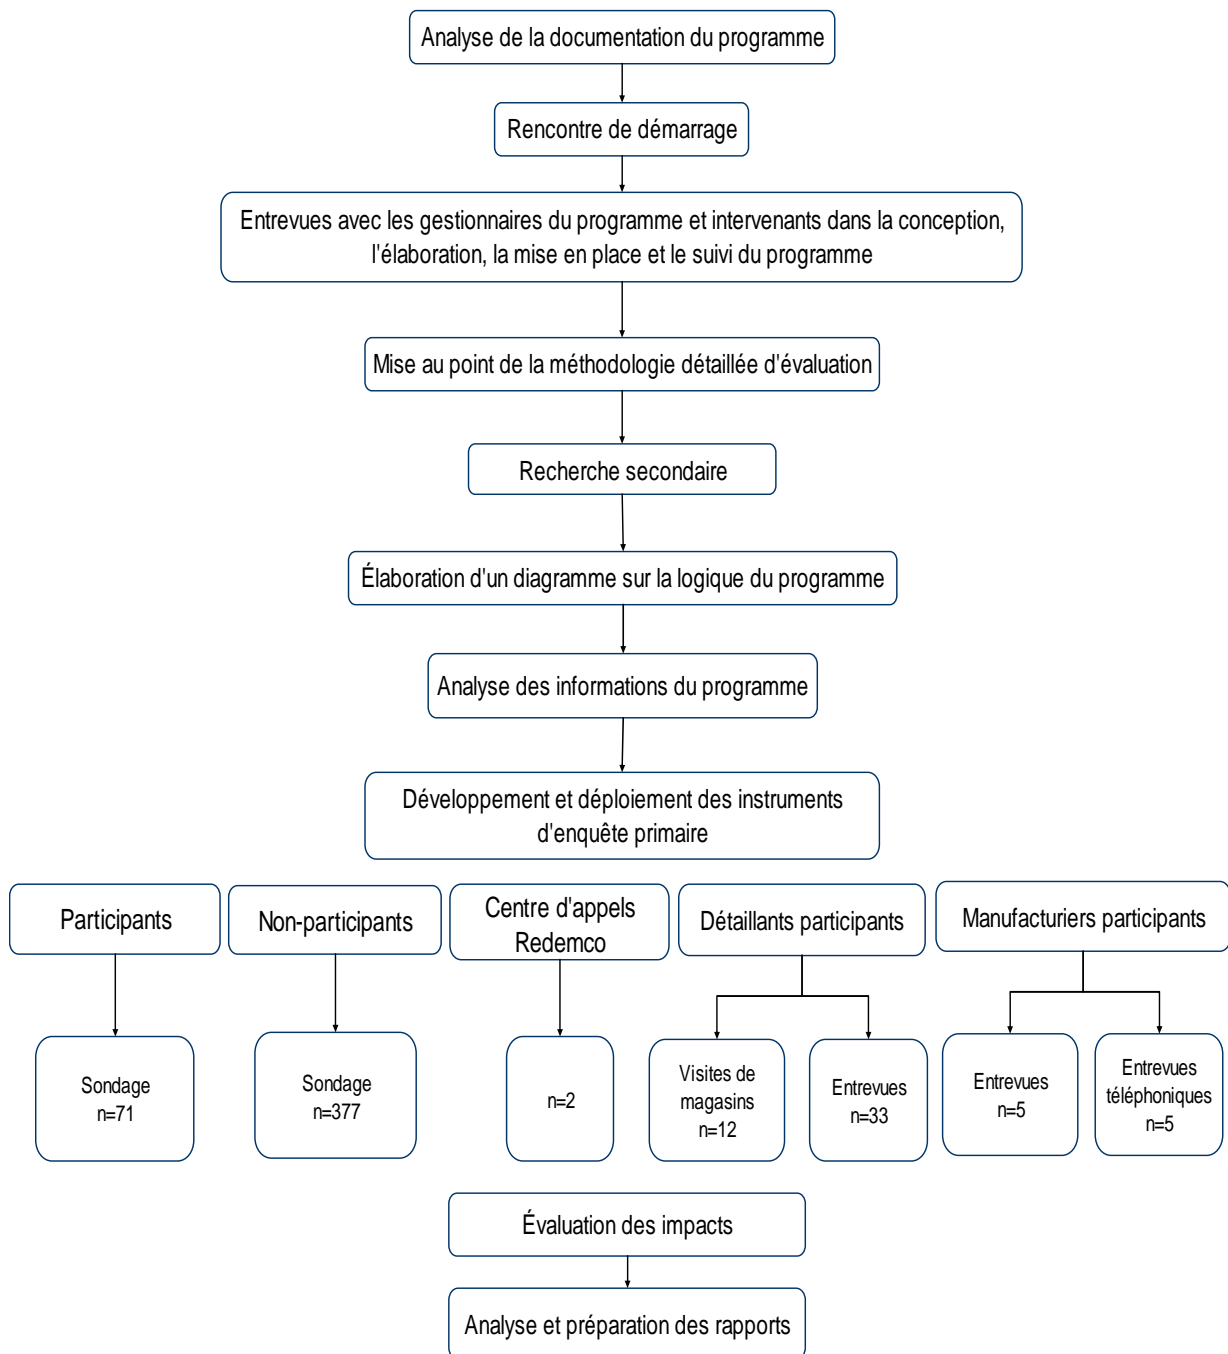 Analyse de la documentation du programme
Rencontre de démarrage
Entrevues avec les gestionnaires du programme et intervenants dans la conception,
l'élaboration, la mise en place et le suivi du programme
Mise au point de la méthodologie détaillée d'évaluation
Recherche secondaire
Élaboration d'un diagramme sur la logique du programme
Analyse des informations du programme
Développement et déploiement des instruments
d'enquête primaire
Participants
Non-participants
Centre d'appels
Redemco
Détaillants participants
Manufacturiers participants
Sondage
n=71
Sondage
n=377
n=2
Visites de
magasins
n=12
Entrevues
n=33
Entrevues
n=5
Entrevues
téléphoniques
n=5
Évaluation des impacts
Analyse et préparation des rapports